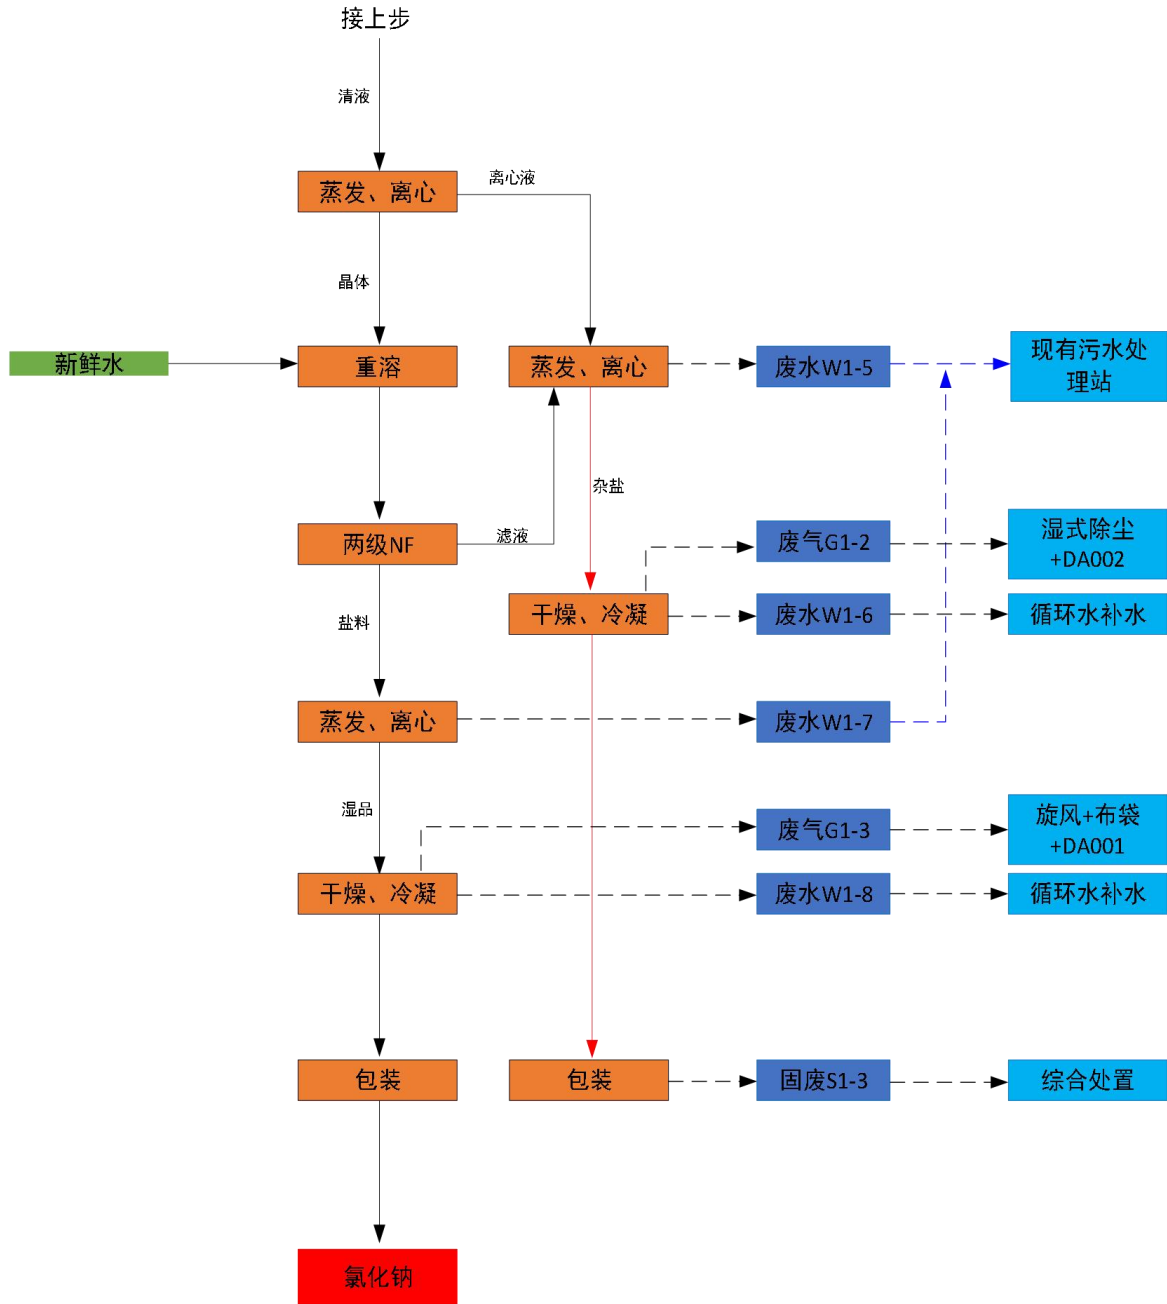 接上步
清液
蒸发、离心
离心液
晶体
新鲜水
重溶
蒸发、离心
废水W1-5
现有污水处
理站
杂盐
两级NF
滤液
废气G1-2
湿式除尘
+DA002
盐料
干燥、冷凝
废水W1-6
循环水补水
蒸发、离心
废水W1-7
湿品
废气G1-3
旋风+布袋
+DA001
干燥、冷凝
废水W1-8
循环水补水
包装
包装
固废S1-3
综合处置
氯化钠